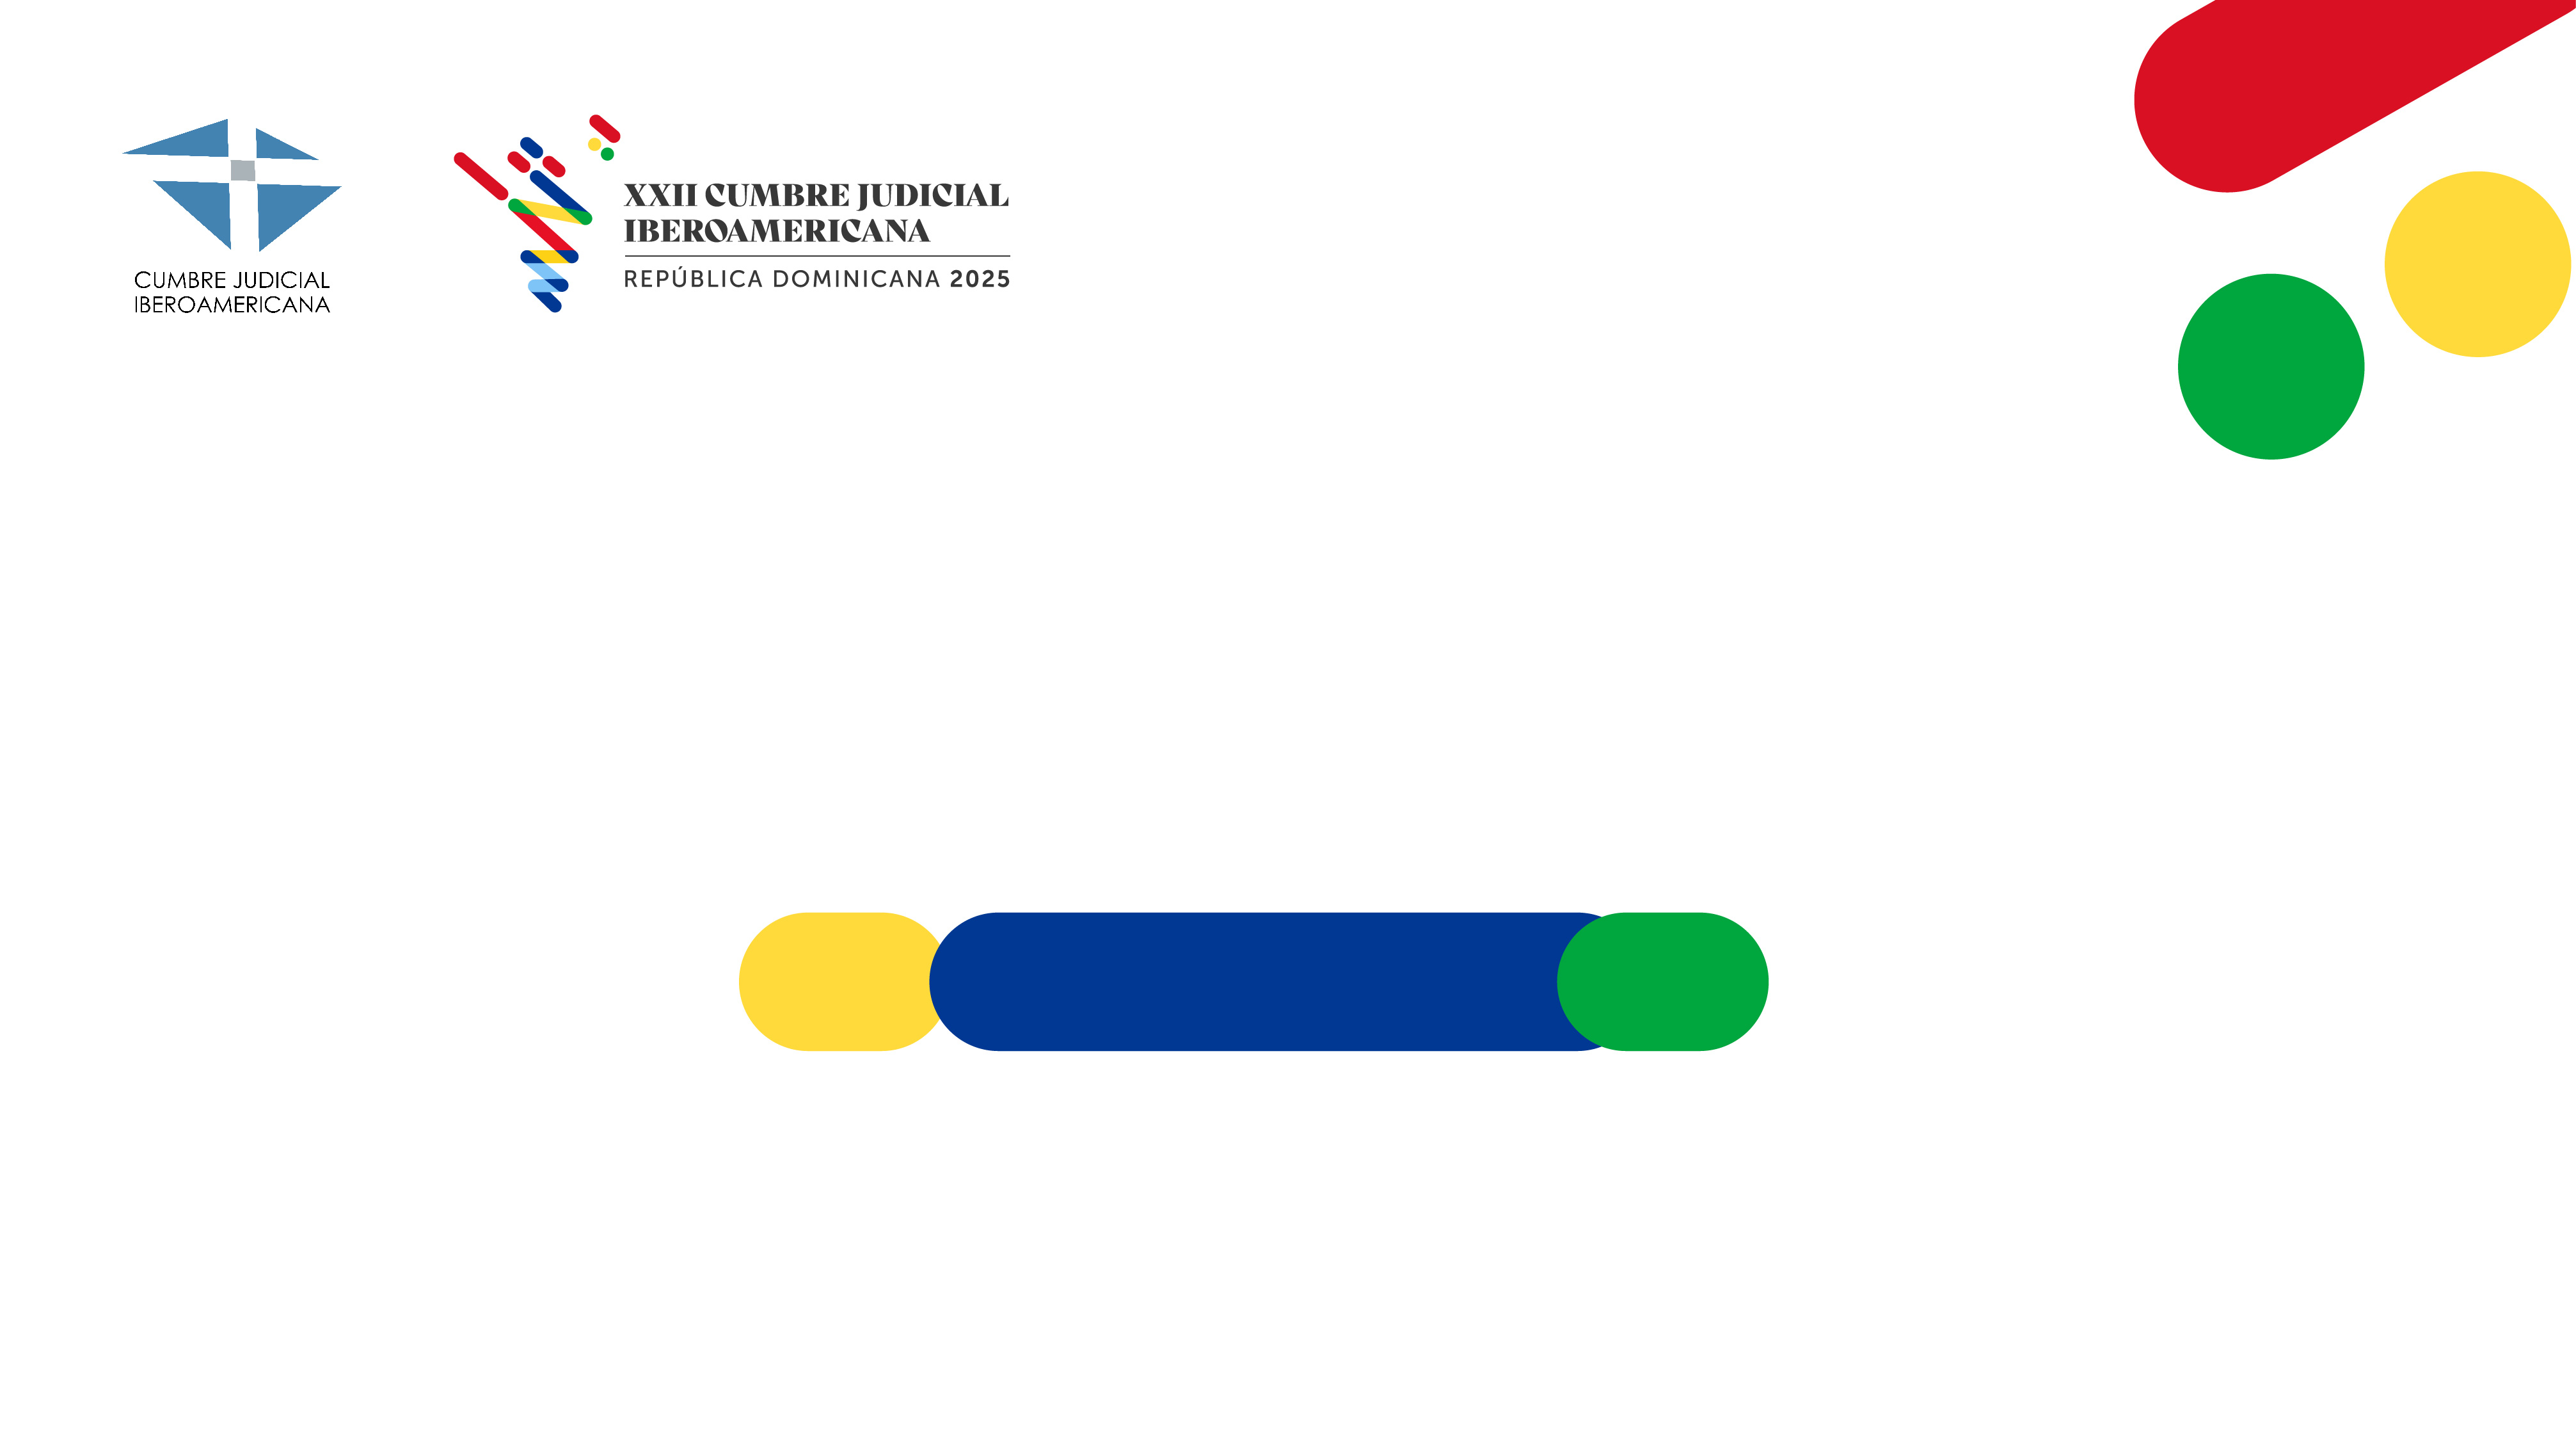 CUMBRE JUDICIAL
IBEROAMERICANA
XXII CUMBRE JUDICIAL
IBEROAMERICANA
REPÚBLICA DOMINICANA 2025